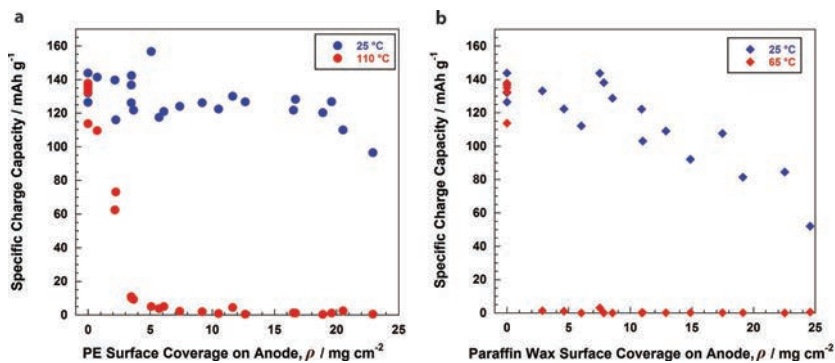 a
Specific Charge Capacity / mAh g-1
160
140
120
100
80
60
40
20
0
25 °C
110 °C
0 5 10 15 20 25
PE Surface Coverage on Anode, ρ / mg cm-2
b
Specific Charge Capacity / mAh g-1
160
140
120
100
80
60
40
20
0
25 °C
65 °C
0 5 10 15 20 25
Paraffin Wax Surface Coverage on Anode, ρ / mg cm-2